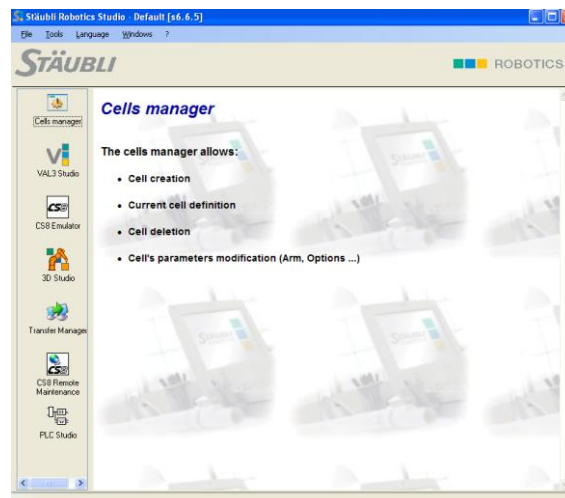 Stäubli Robotics Studio - Default [s6.6.5]
File Tools Language Windows ?
STÄUBLI
ROBOTICS
Cells manager
VAL3 Studio
CS8 Emulator
3D Studio
Transfer Manager
CS8 Remote
Maintenance
PLC Studio
Cells manager
The cells manager allows:
• Cell creation
• Current cell definition
• Cell deletion
• Cell's parameters modification (Arm, Options ...)